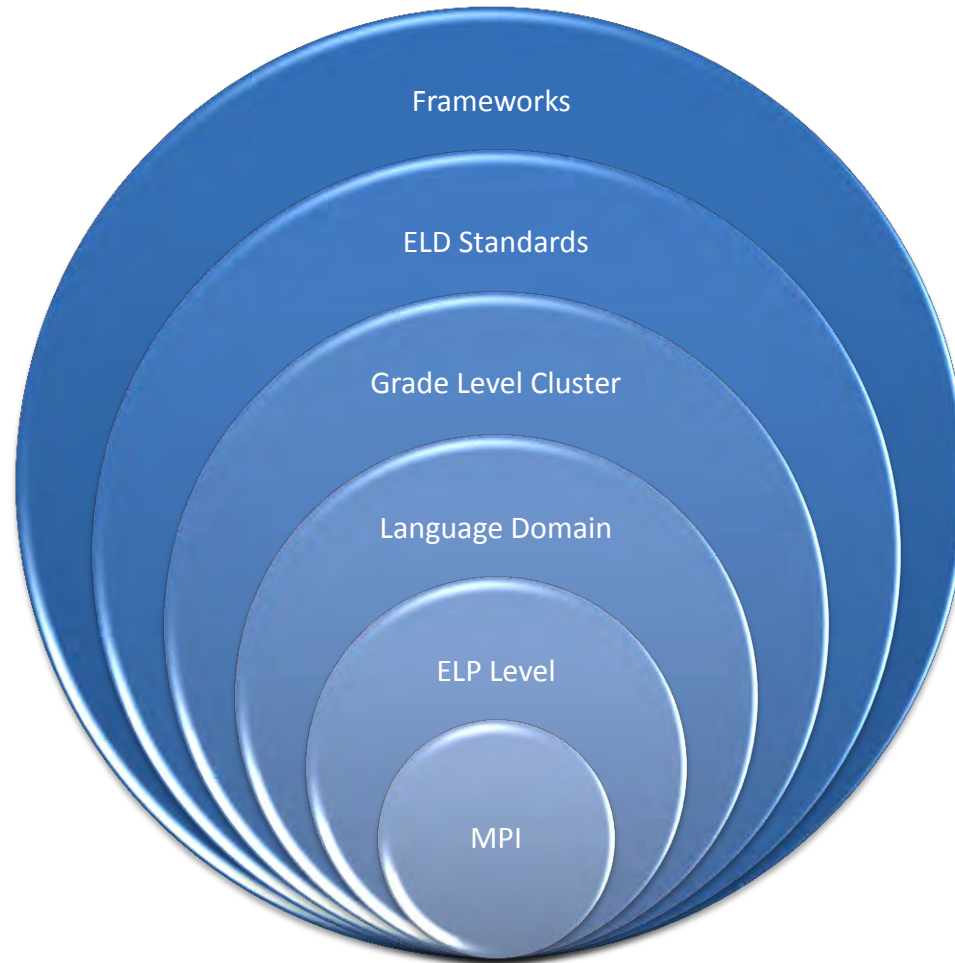 Frameworks
ELD Standards
Grade Level Cluster
Language Domain
ELP Level
MPI